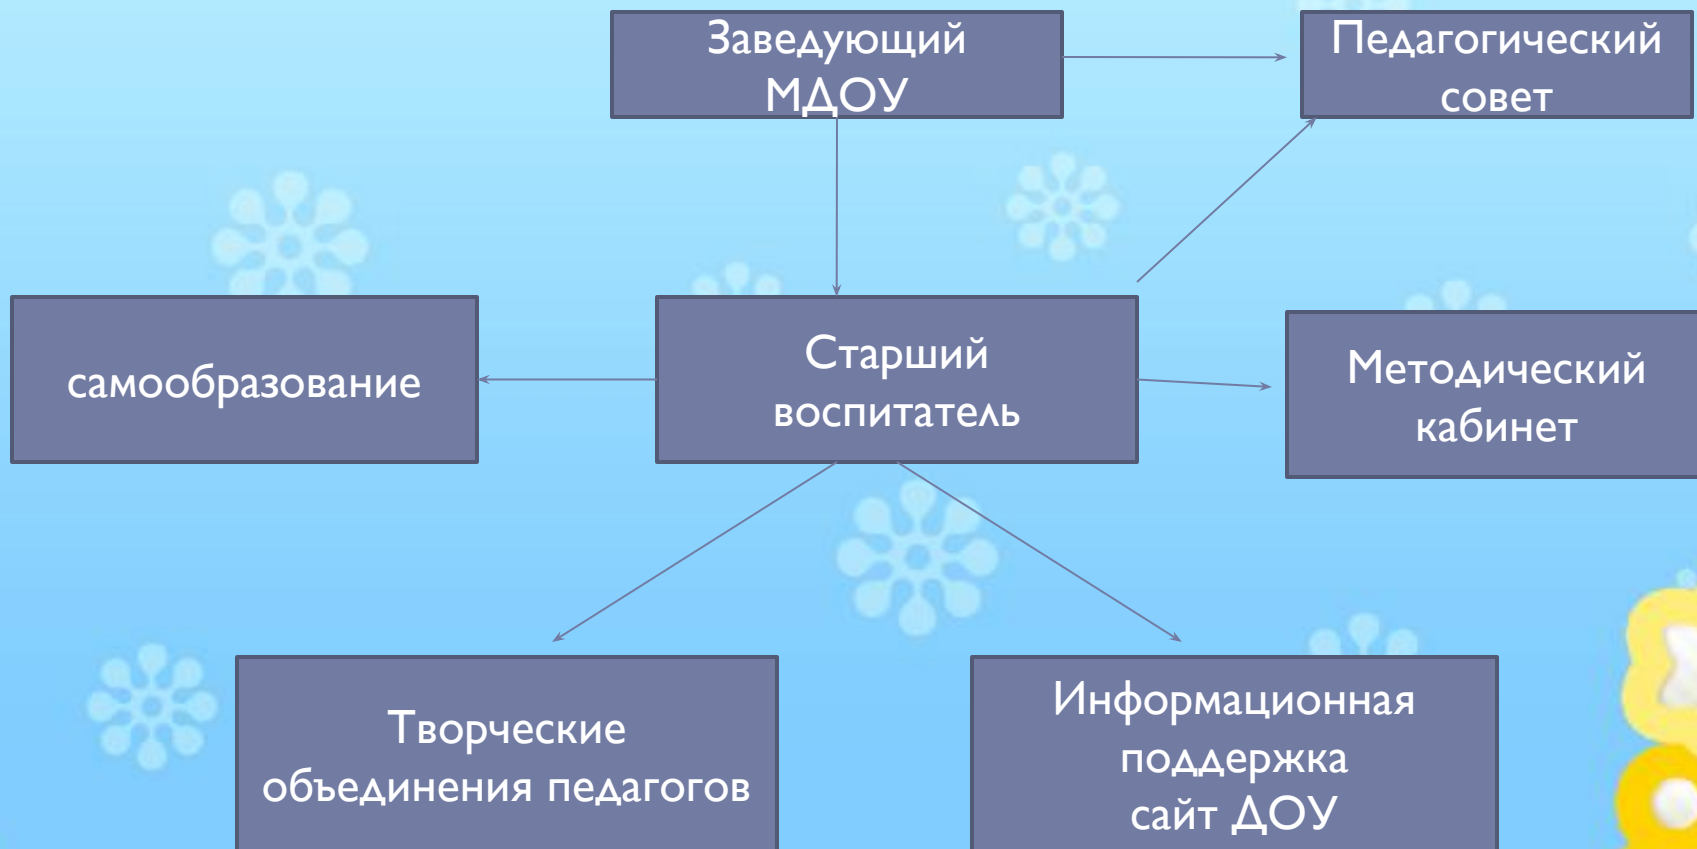 Заведующий
МДОУ
Педагогический
совет
самообразование
Старший
воспитатель
Методический
кабинет
Творческие
объединения педагогов
Информационная
поддержка
сайт ДОУ